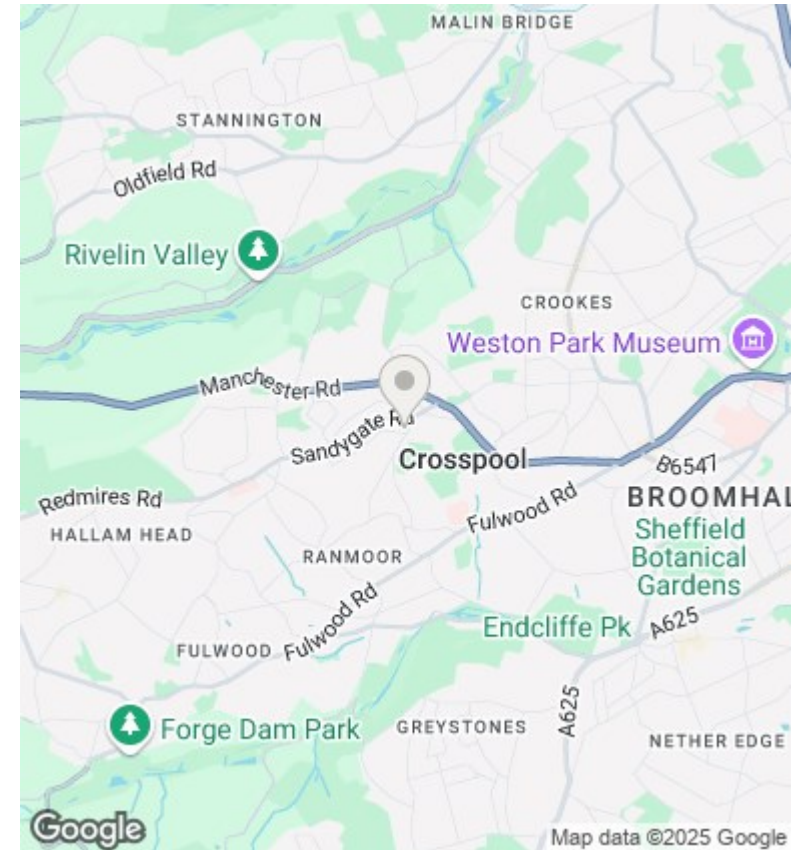 MALIN BRIDGE
STANNINGTON
Oldfield Rd
Rivelin Valley
CROOKES
Weston Park Museum
Manchester Rd
Sandygate Rd
Crosspool
B6547
Redmires Rd
Fulwood Rd
BROOMHAL
HALLAM HEAD
Sheffield
Botanical
Gardens
RANMOOR
Endcliffe Pk
A625
FULWOOD
Fulwood Rd
A625
Forge Dam Park
GREYSTONES
NETHER EDGE
Google
Map data ©2025 Google